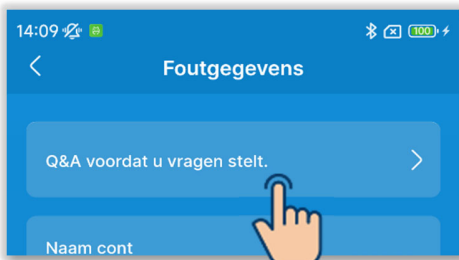 14:09
100
Foutgegevens
Q&A voordat u vragen stelt.
Naam cont